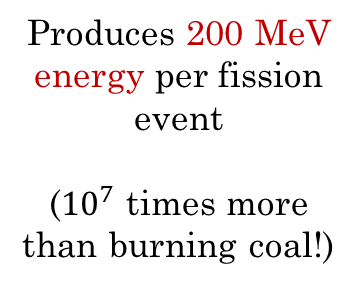 Produces 200 MeV
energy per fission
event
(10⁷ times more
than burning coal!)